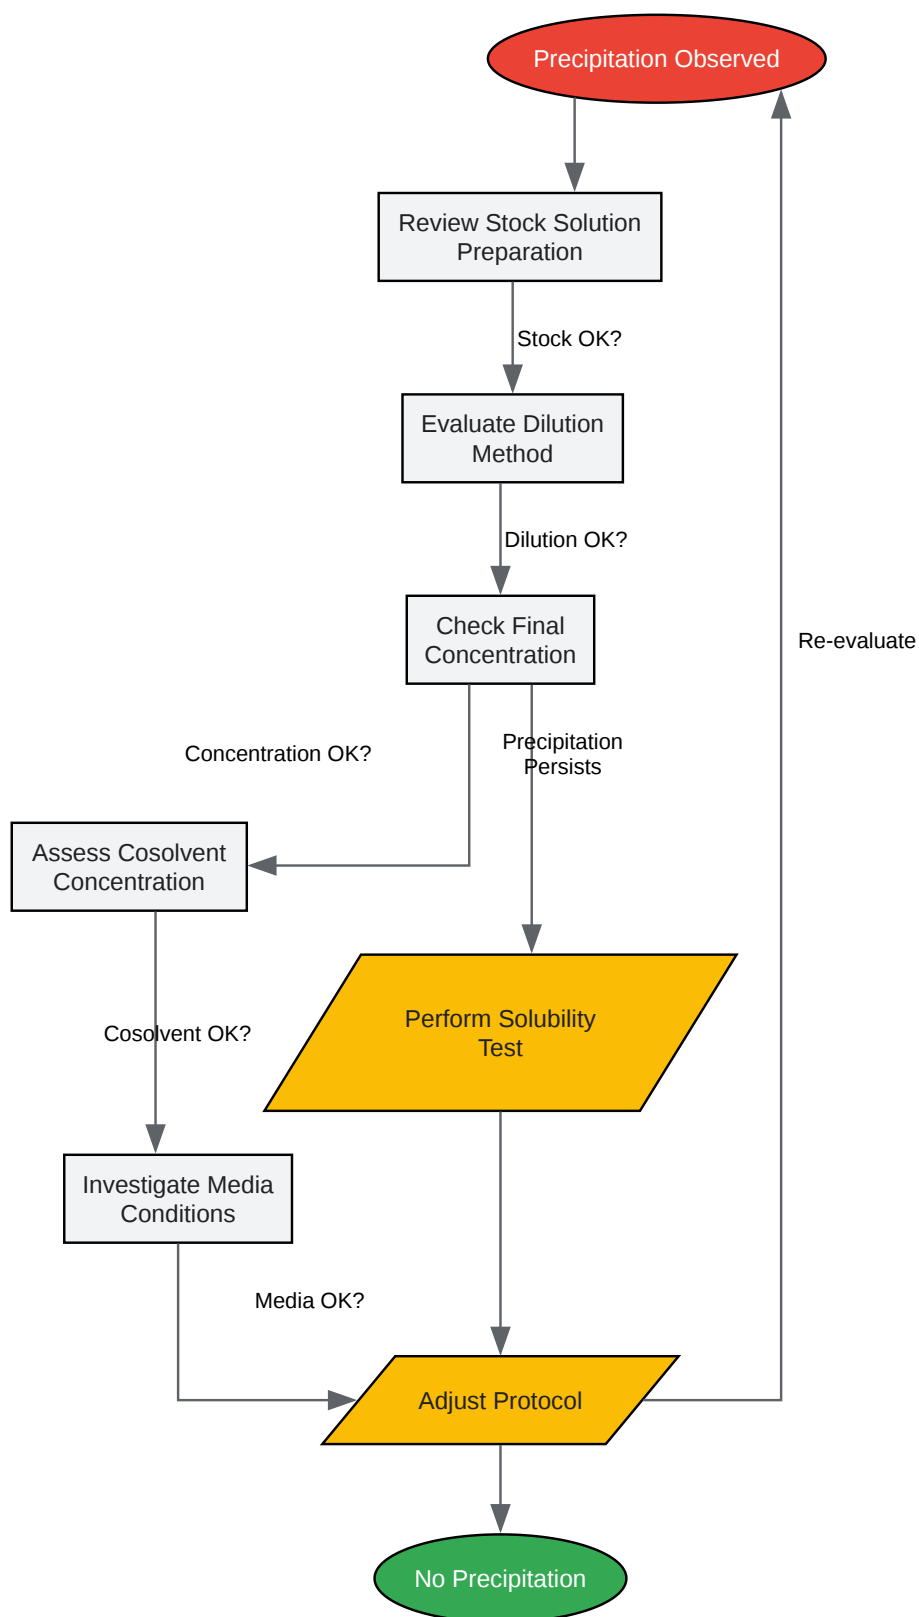 Precipitation Observed
Review Stock Solution
Preparation
Stock OK?
Evaluate Dilution
Method
Dilution OK?
Check Final
Concentration
Re-evaluate
Concentration OK?
Precipitation
Persists
Assess Cosolvent
Concentration
Perform Solubility
Test
Cosolvent OK?
Investigate Media
Conditions
Media OK?
Adjust Protocol
No Precipitation